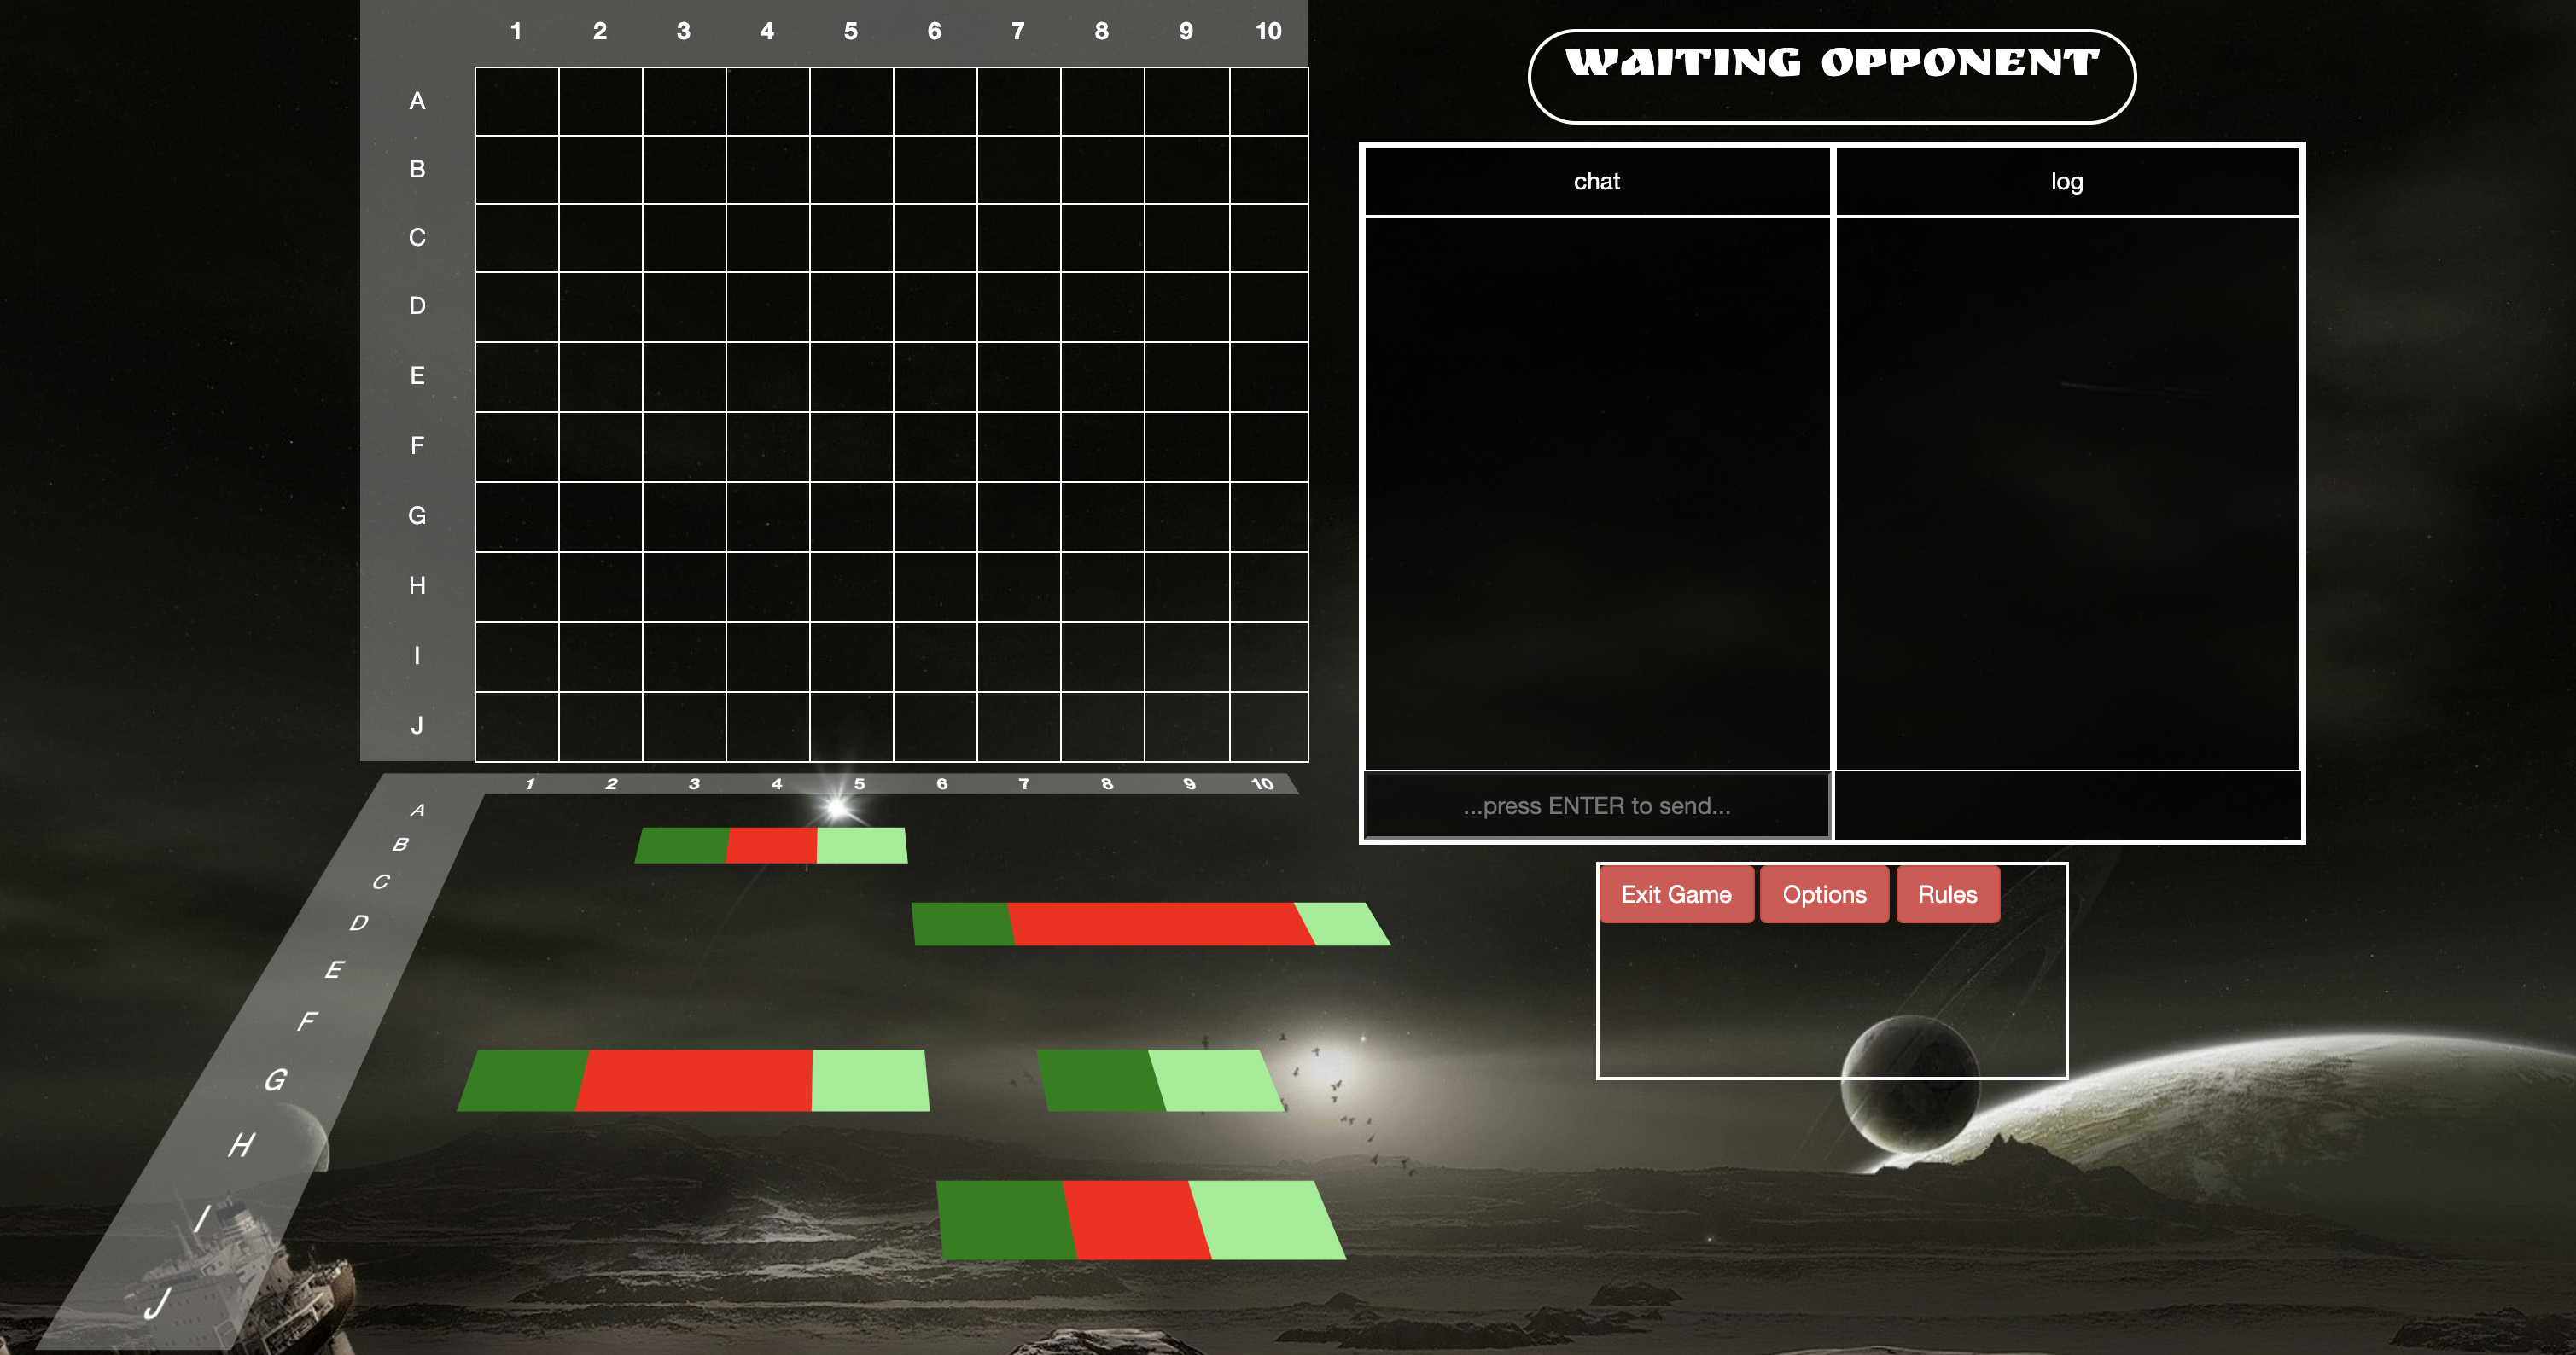 1 2 3 4 5 6 7 8 9 10
WAITING OPPONENT
A
B
C
D
E
F
G
H
I
J
chat
log
...press ENTER to send...
1 2 3 4 5 6 7 8 9 10
A
B
C
D
E
F
G
H
I
J
Exit Game
Options
Rules